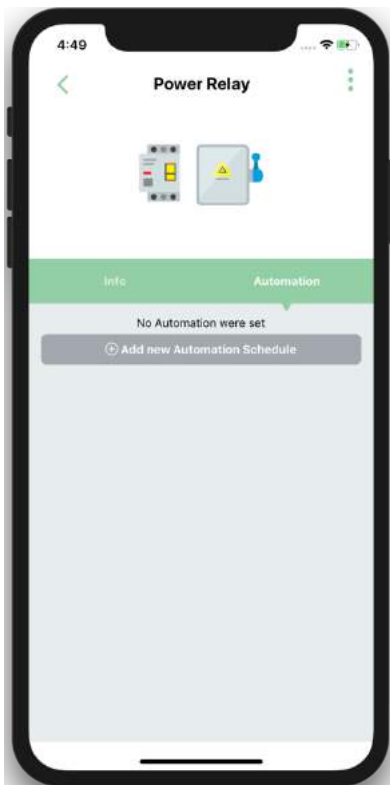 4:49
Power Relay
Info
Automation
No Automation were set
Add new Automation Schedule